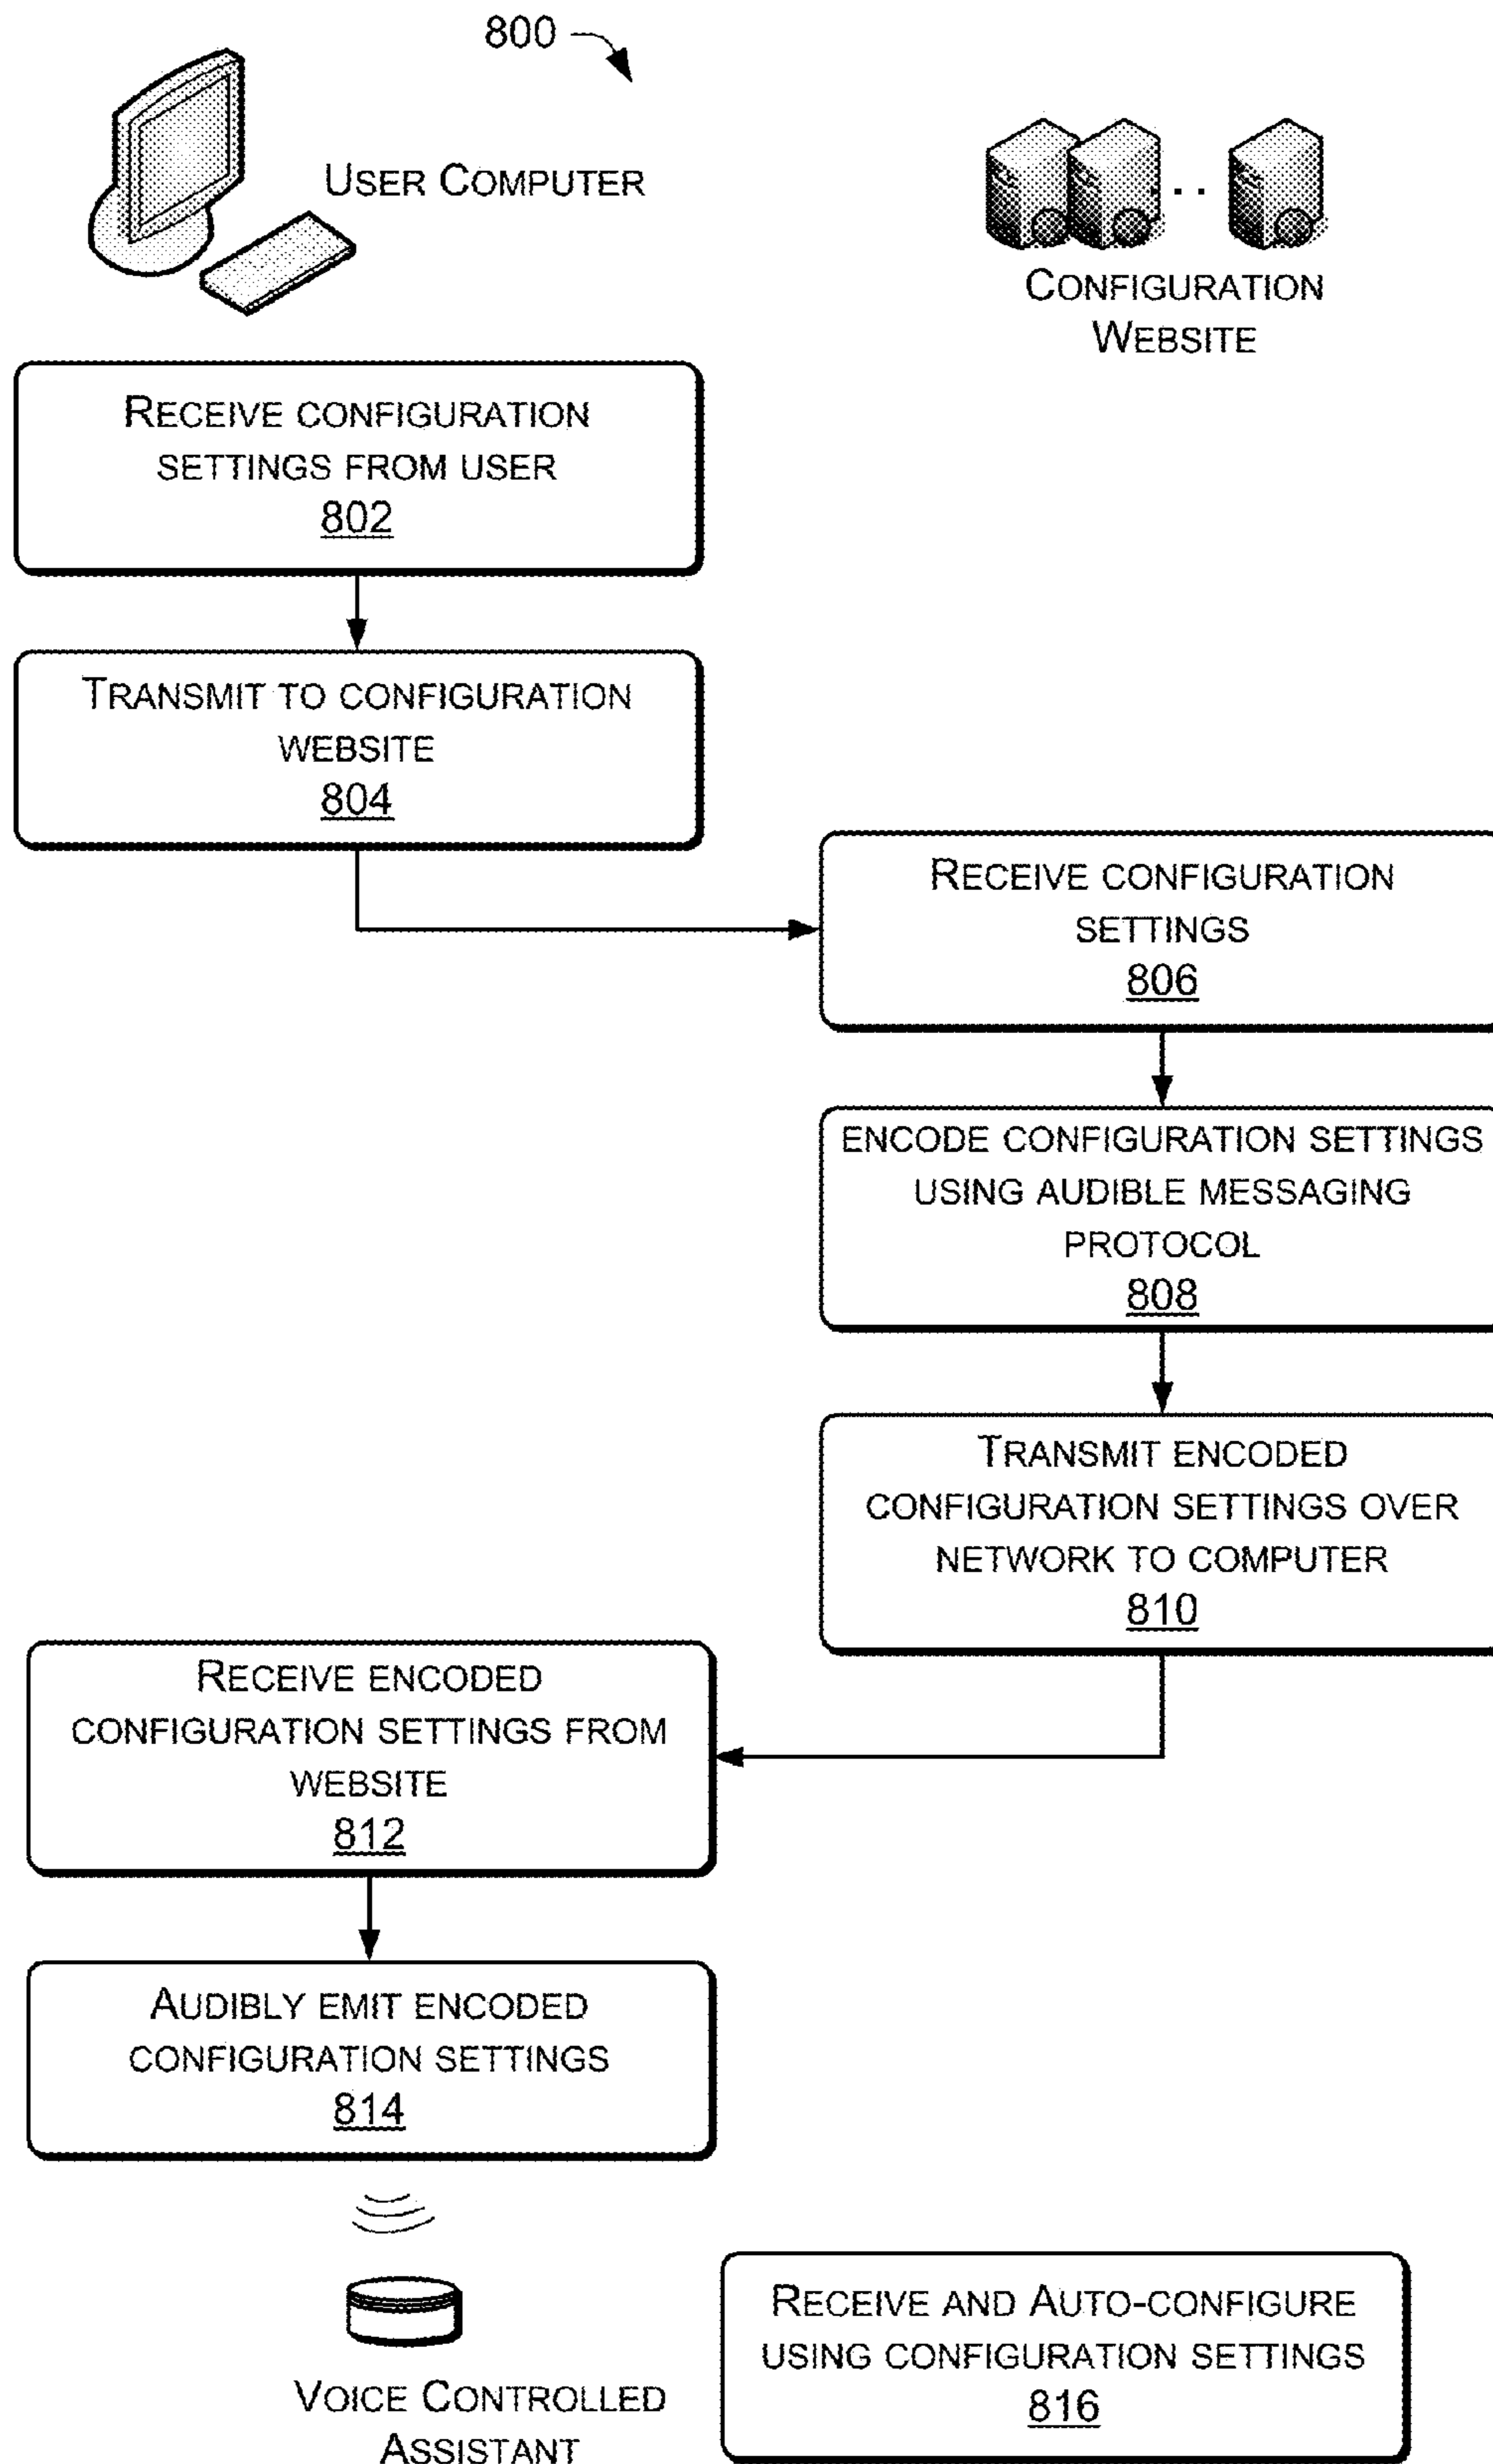 800
USER COMPUTER
CONFIGURATION
WEBSITE
RECEIVE CONFIGURATION
SETTINGS FROM USER
802
TRANSMIT TO CONFIGURATION
WEBSITE
804
RECEIVE CONFIGURATION
SETTINGS
806
ENCODE CONFIGURATION SETTINGS
USING AUDIBLE MESSAGING
PROTOCOL
808
TRANSMIT ENCODED
CONFIGURATION SETTINGS OVER
NETWORK TO COMPUTER
810
RECEIVE ENCODED
CONFIGURATION SETTINGS FROM
WEBSITE
812
AUDIBLY EMIT ENCODED
CONFIGURATION SETTINGS
814
VOICE CONTROLLED
ASSISTANT
RECEIVE AND AUTO-CONFIGURE
USING CONFIGURATION SETTINGS
816